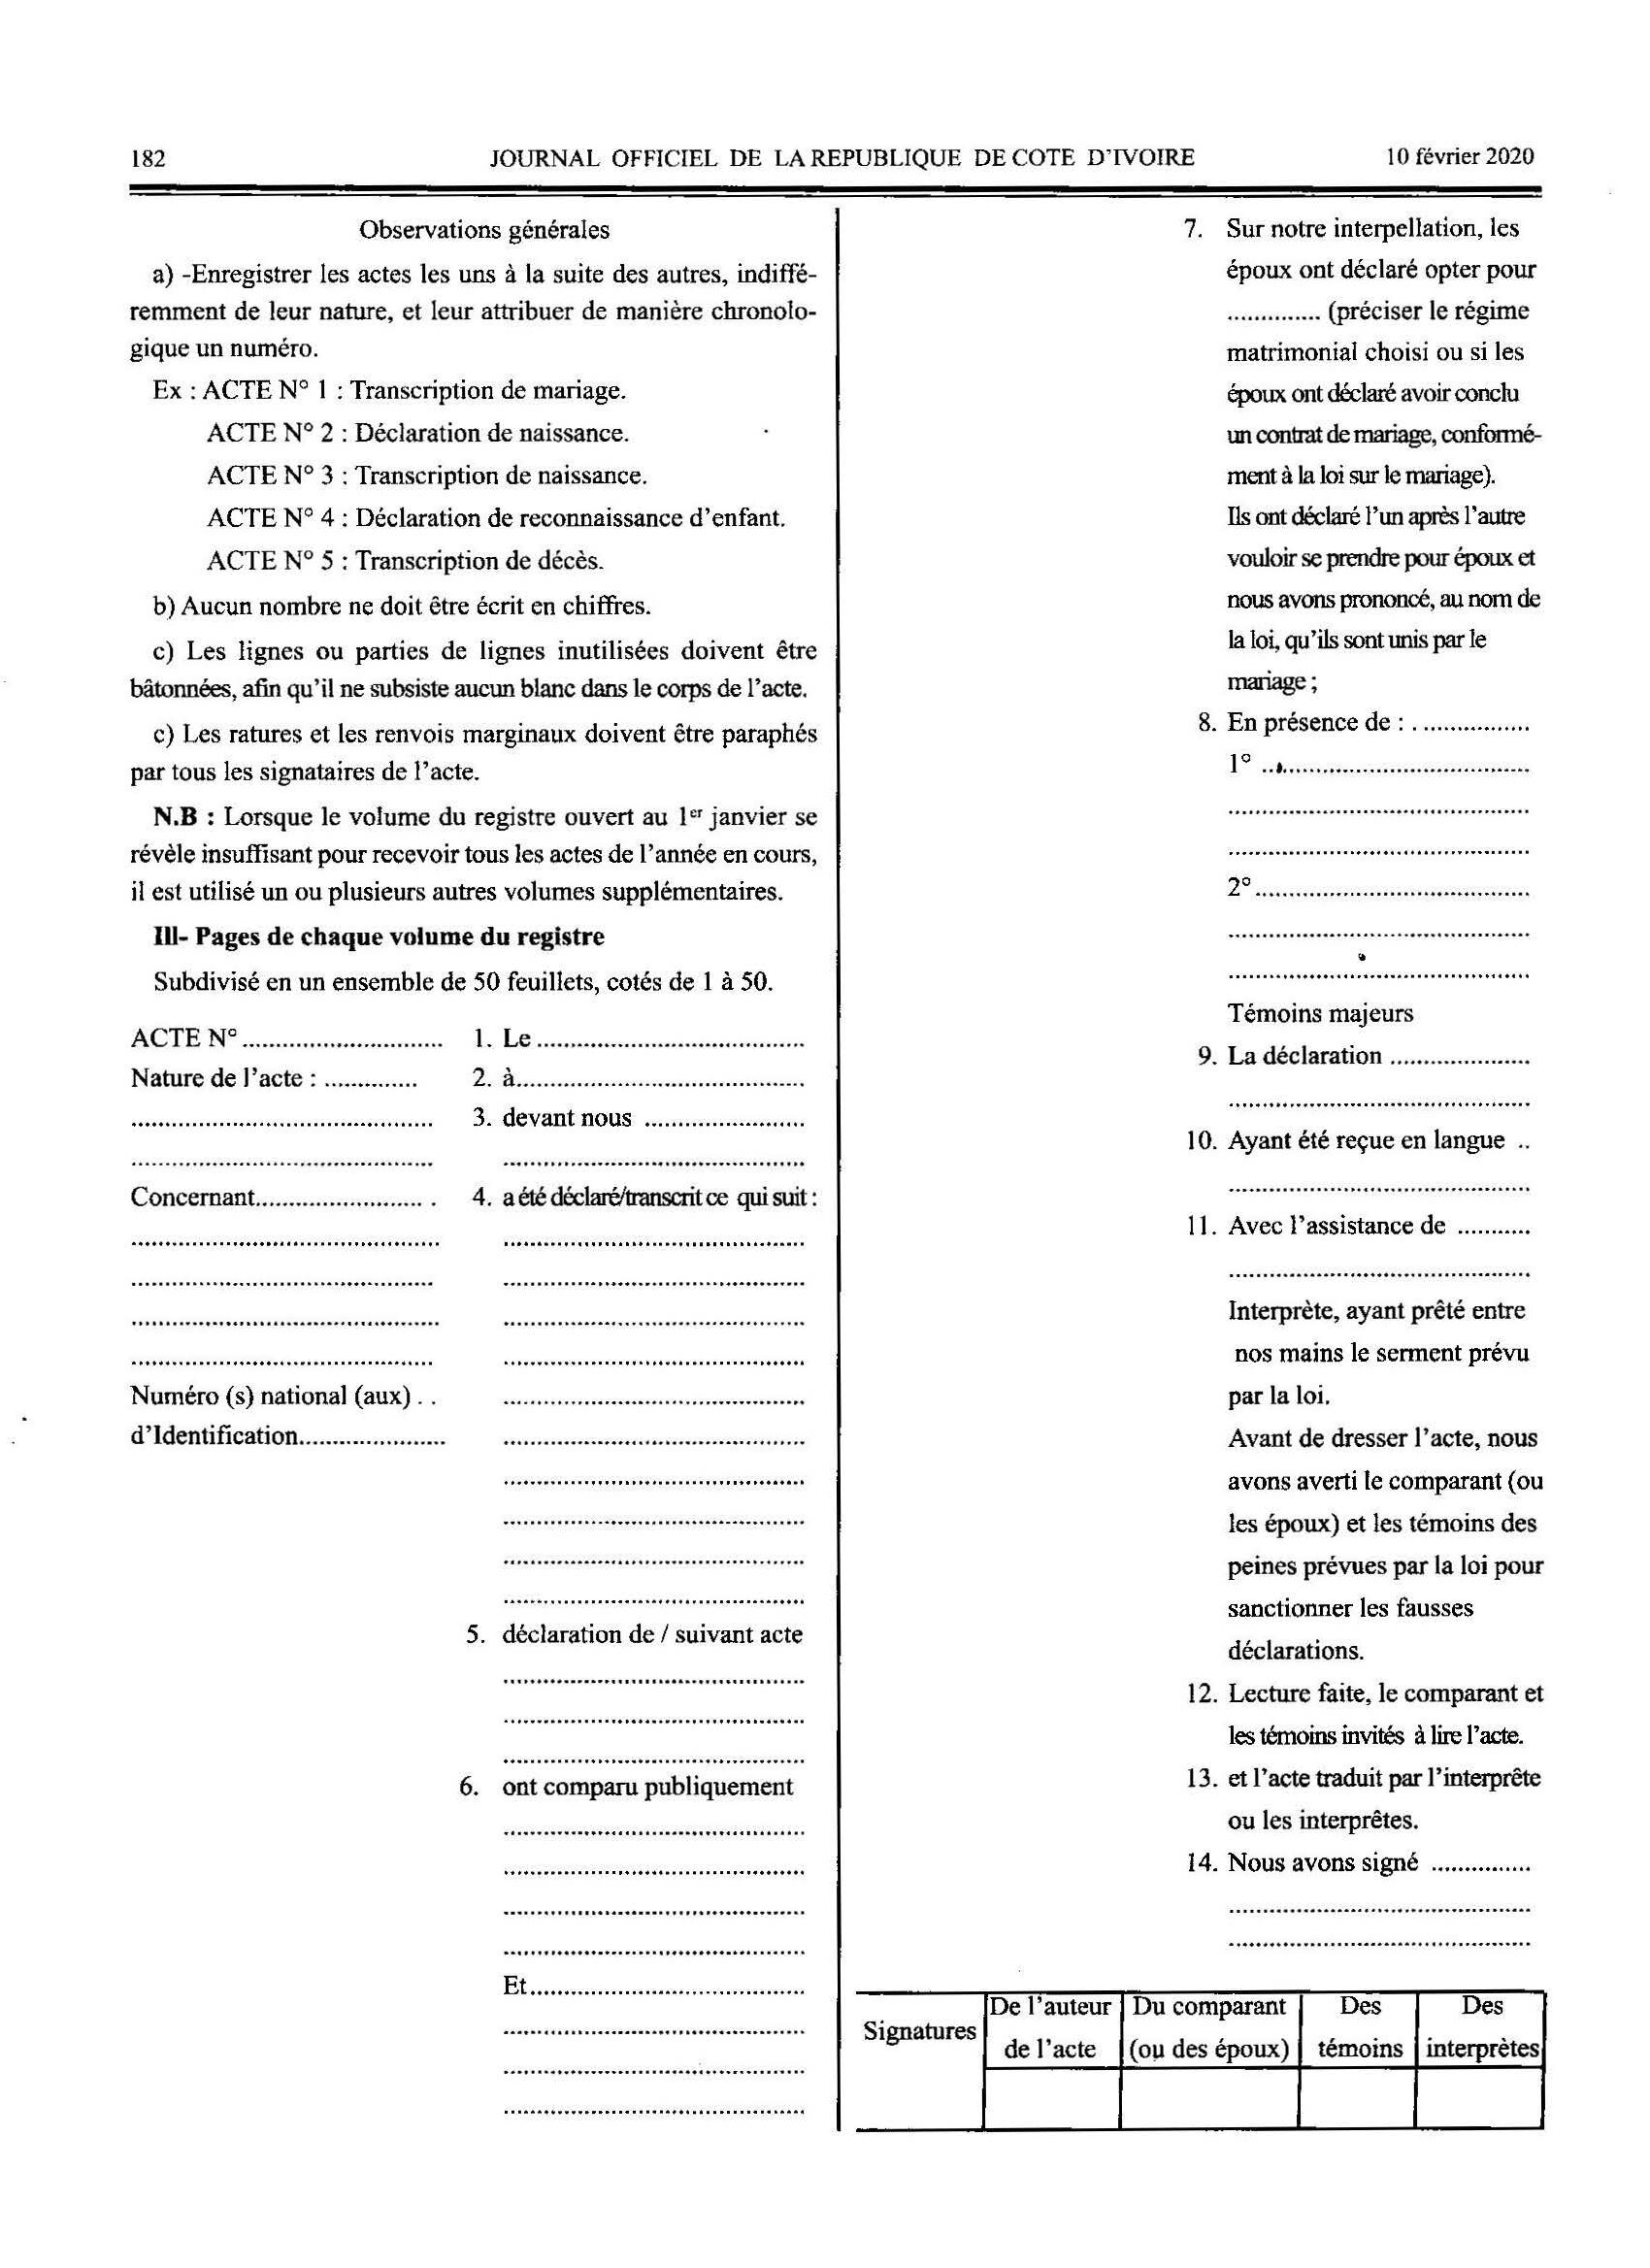 182 JOURNAL OFFICIEL DE LA REPUBLIQUE DE COTE D'IVOIRE 10 février 2020
Observations générales
a) -Enregistrer les actes les uns à la suite des autres, indiffé-
remment de leur nature, et leur attribuer de manière chronolo-
gique un numéro.
Ex : ACTE N° 1 : Transcription de mariage.
ACTE N° 2 : Déclaration de naissance.
ACTE N° 3 : Transcription de naissance.
ACTE N° 4 : Déclaration de reconnaissance d'enfant.
ACTE N° 5 : Transcription de décès.
b) Aucun nombre ne doit être écrit en chiffres.
c) Les lignes ou parties de lignes inutilisées doivent être
bâtonnées, afin qu'il ne subsiste aucun blanc dans le corps de l'acte.
c) Les ratures et les renvois marginaux doivent être paraphés
par tous les signataires de l'acte.
N.B : Lorsque le volume du registre ouvert au 1er janvier se
révèle insuffisant pour recevoir tous les actes de l'année en cours,
il est utilisé un ou plusieurs autres volumes supplémentaires.
III- Pages de chaque volume du registre
Subdivisé en un ensemble de 50 feuillets, cotés de 1 à 50.
ACTE N° ..............................
Nature de l'acte : ..............
.............................................
.............................................
Concernant......................... .
.............................................
.............................................
.............................................
.............................................
Numéro (s) national (aux) . .
d'Identification......................
1. Le ........................................
2. à...........................................
3. devant nous ........................
.............................................
4. a été déclaré/transcrit ce qui suit :
.............................................
.............................................
.............................................
.............................................
.............................................
.............................................
.............................................
.............................................
.............................................
.............................................
5. déclaration de / suivant acte
.............................................
.............................................
.............................................
6. ont comparu publiquement
.............................................
.............................................
.............................................
.............................................
Et.........................................
.............................................
.............................................
.............................................
7. Sur notre interpellation, les
époux ont déclaré opter pour
.............. (préciser le régime
matrimonial choisi ou si les
époux ont déclaré avoir conclu
un contrat de mariage, conformé-
ment à la loi sur le mariage).
Ils ont déclaré l'un après l'autre
vouloir se prendre pour époux et
nous avons prononcé, au nom de
la loi, qu'ils sont unis par le
mariage ;
8. En présence de : . ................
1° ........................................
.............................................
.............................................
2°.........................................
.............................................
.............................................
Témoins majeurs
9. La déclaration .....................
.............................................
10. Ayant été reçue en langue ..
.............................................
11. Avec l'assistance de ...........
.............................................
Interprète, ayant prêté entre
nos mains le serment prévu
par la loi.
Avant de dresser l'acte, nous
avons averti le comparant (ou
les époux) et les témoins des
peines prévues par la loi pour
sanctionner les fausses
déclarations.
12. Lecture faite, le comparant et
les témoins invités à lire l'acte.
13. et l'acte traduit par l'interprête
ou les interprêtes.
14. Nous avons signé ...............
.............................................
.............................................
Signatures
De l'auteur
de l'acte
Du comparant
(ou des époux)
Des
témoins
Des
interprètes